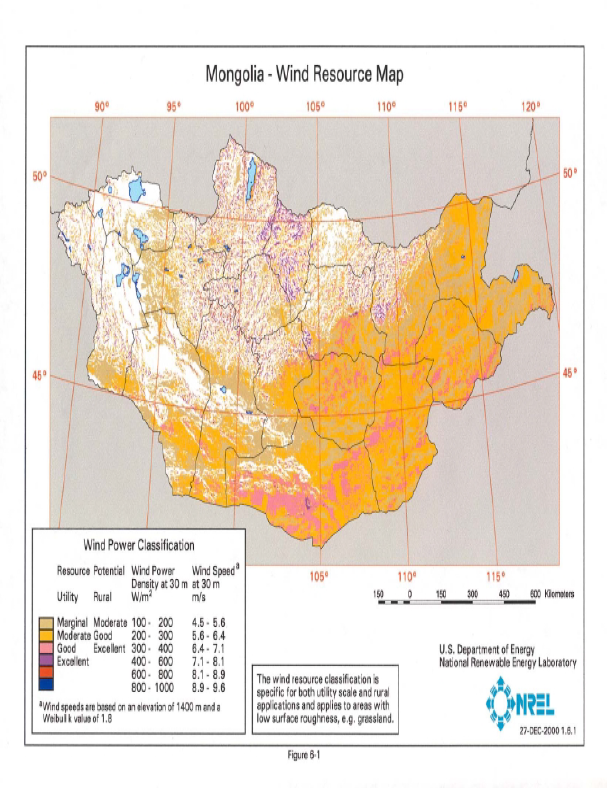 Mongolia - Wind Resource Map
90° 95° 100° 105° 110° 115° 120°
50° 50°
45° 45°
105° 110° 115°
Wind Power Classification
Resource Potential Wind Power Wind Speed a
Density at 30 m at 30 m
Utility Rural W/m2 m/s
Marginal Moderate 100 - 200 4.5 - 5.6
Moderate Good 200 - 300 5.6 - 6.4
Good Excellent 300 - 400 6.4 - 7.1
Excellent 400 - 600 7.1 - 8.1
600 - 800 8.1 - 8.9
800 - 1000 8.9 - 9.6
a Wind speeds are based on an elevation of 1400 m and a
Weibull k value of 1.8
The wind resource classification is
specific for both utility scale and rural
applications and applies to areas with
low surface roughness, e.g. grassland.
150 0 150 300 450 600 Kilometers
U.S. Department of Energy
National Renewable Energy Laboratory
NREL
27-DEC-2000 1.6.1
Figure 6-1